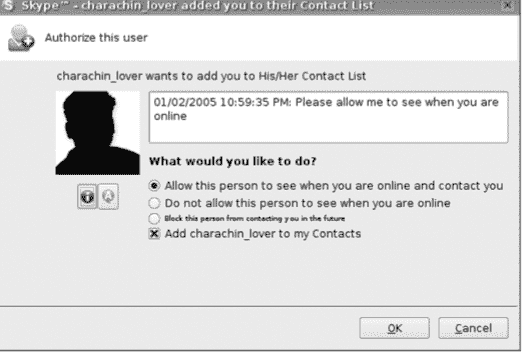 Skype™ - charachin_lover added you to their Contact List
Authorize this user
charachin_lover wants to add you to His/Her Contact List
01/02/2005 10:59:35 PM: Please allow me to see when you are
online
What would you like to do?
Allow this person to see when you are online and contact you
Do not allow this person to see when you are online
Block this person from contacting you in the future
Add charachin_lover to my Contacts
OK
Cancel